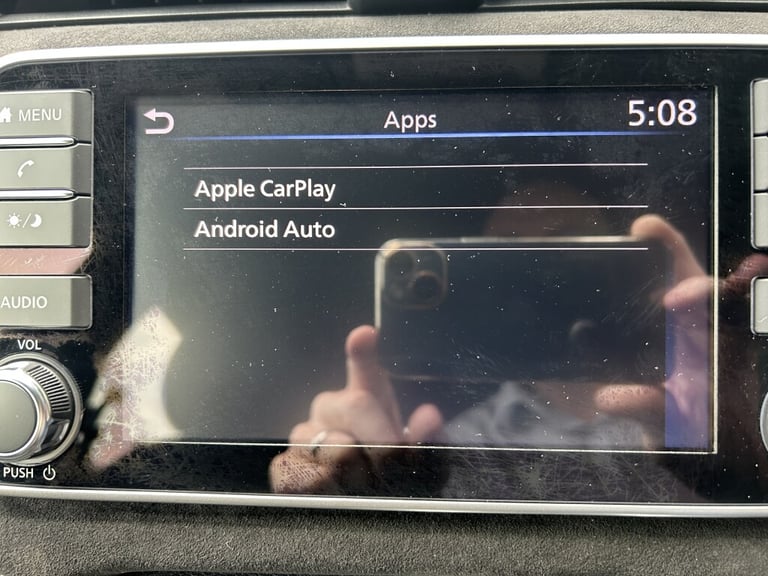 MENU
Apps
5:08
Apple CarPlay
Android Auto
AUDIO
VOL
PUSH